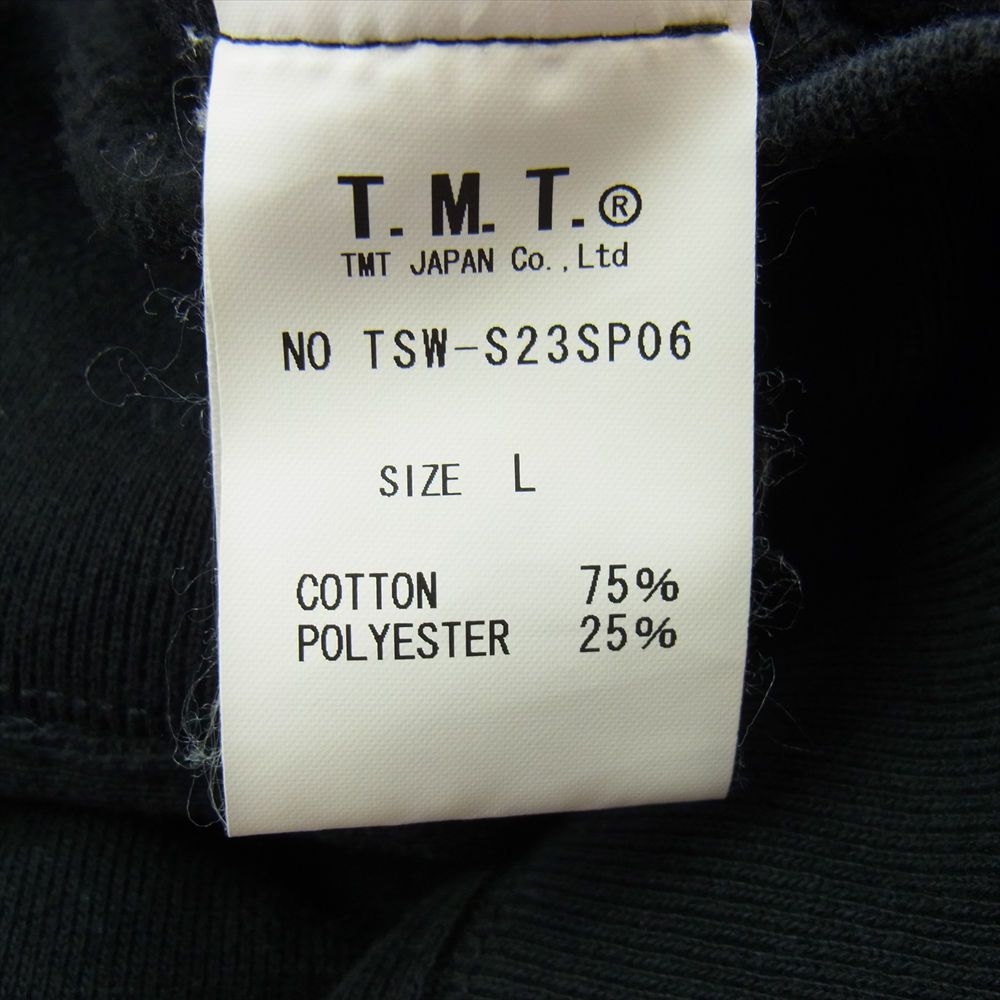 T. M. T.®
TMT JAPAN Co.,Ltd
NO TSW-S23SP06
SIZE L
COTTON 75%
POLYESTER 25%